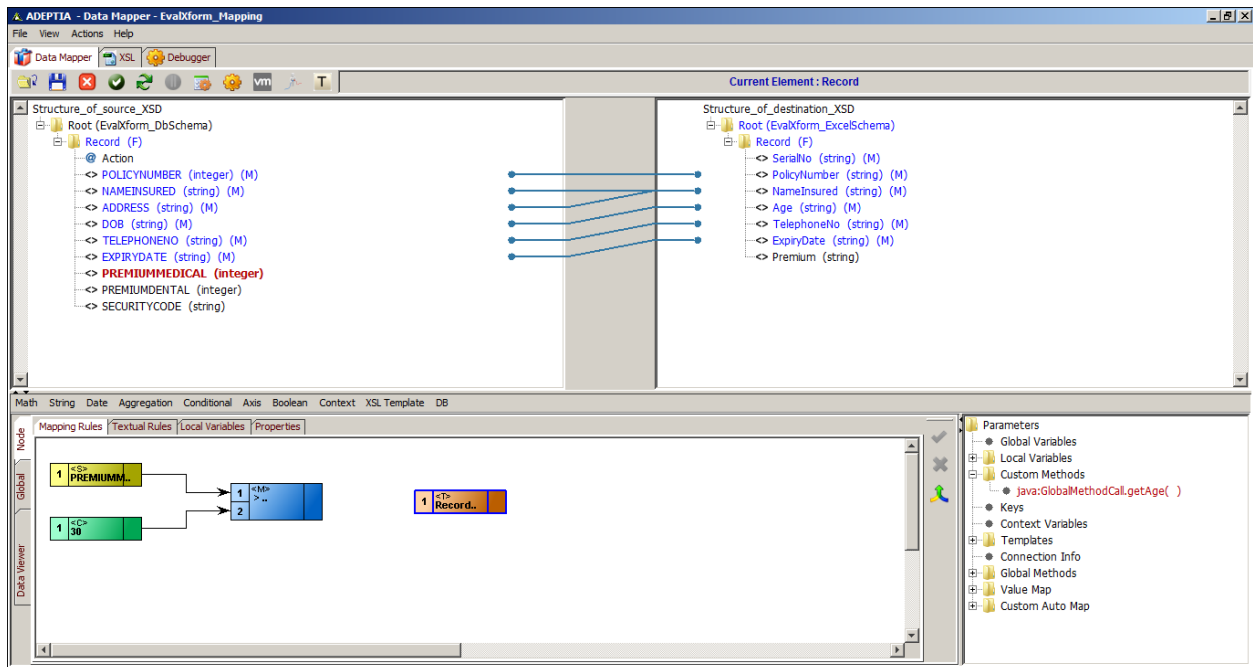 ADEPTIA - Data Mapper - EvalXform_Mapping
File View Actions Help
Data Mapper XSL Debugger
vm T Current Element : Record
Structure_of_source_XSD
Root (EvalXform_DbSchema)
Record (F)
@ Action
<> POLICYNUMBER (integer) (M)
<> NAMEINSURED (string) (M)
<> ADDRESS (string) (M)
<> DOB (string) (M)
<> TELEPHONENO (string) (M)
<> EXPIRYDATE (string) (M)
<> PREMIUMMEDICAL (integer)
<> PREMIUMDENTAL (integer)
<> SECURITYCODE (string)
Structure_of_destination_XSD
Root (EvalXform_ExcelSchema)
Record (F)
<> SerialNo (string) (M)
<> PolicyNumber (string) (M)
<> NameInsured (string) (M)
<> Age (string) (M)
<> TelephoneNo (string) (M)
<> ExpiryDate (string) (M)
<> Premium (string)
Math String Date Aggregation Conditional Axis Boolean Context XSL Template DB
Node
Global
Data Viewer
Mapping Rules Textual Rules Local Variables Properties
1 <S>
PREMIUMM..
1 <C>
30
1 <M>
> ..
2
1 <T>
Record..
Parameters
Global Variables
Local Variables
Custom Methods
java:GlobalMethodCall.getAge( )
Keys
Context Variables
Templates
Connection Info
Global Methods
Value Map
Custom Auto Map